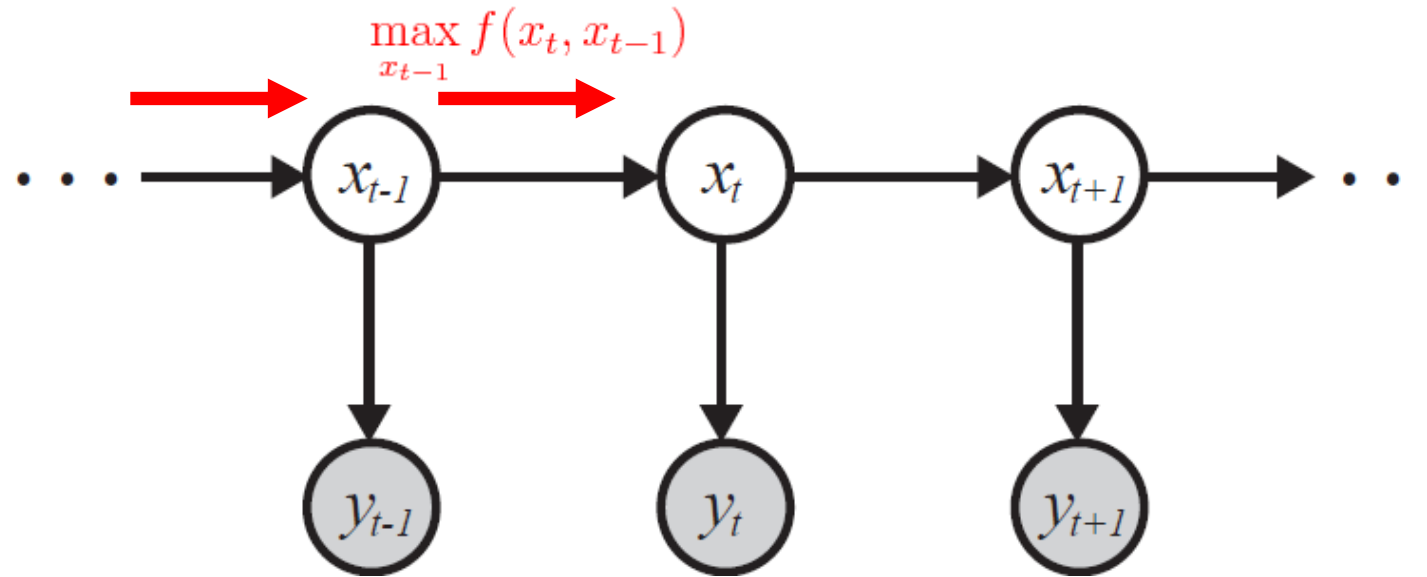 max f(x_t, x_{t-1})
x_{t-1}
. . . x_{t-1} x_t x_{t+1} . .
y_{t-1} y_t y_{t+1}